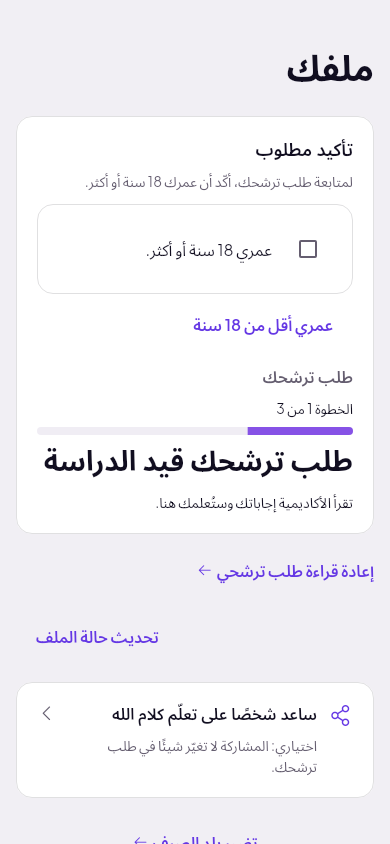 ملفك
تأكيد مطلوب
لمتابعة طلب ترشحك، أكّد أن عمرك 18 سنة أو أكثر.
عمري 18 سنة أو أكثر.
عمري أقل من 18 سنة
طلب ترشحك
الخطوة 1 من 3
طلب ترشحك قيد الدراسة
تقرأ الأكاديمية إجاباتك وستُعلمك هنا.
إعادة قراءة طلب ترشحي ←
تحديث حالة الملف
ساعد شخصًا على تعلّم كلام الله
اختياري: المشاركة لا تغيّر شيئًا في طلب
ترشحك.